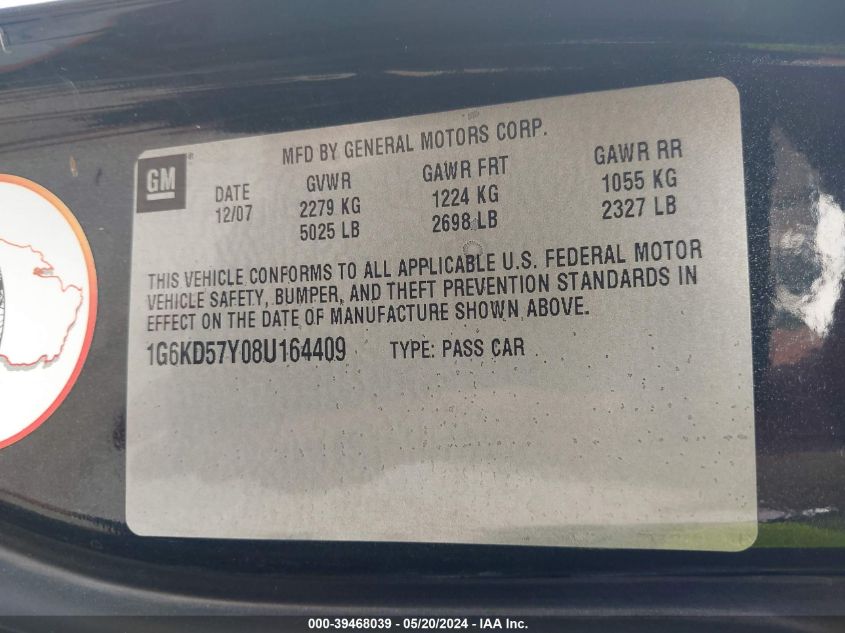 MFD BY GENERAL MOTORS CORP.
GM®
DATE GVWR GAWR FRT GAWR RR
12/07 2279 KG 1224 KG 1055 KG
5025 LB 2698 LB 2327 LB
THIS VEHICLE CONFORMS TO ALL APPLICABLE U.S. FEDERAL MOTOR
VEHICLE SAFETY, BUMPER, AND THEFT PREVENTION STANDARDS IN
EFFECT ON THE DATE OF MANUFACTURE SHOWN ABOVE.
1G6KD57Y08U164409 TYPE: PASS CAR
000-39468039 - 05/20/2024 - IAA Inc.